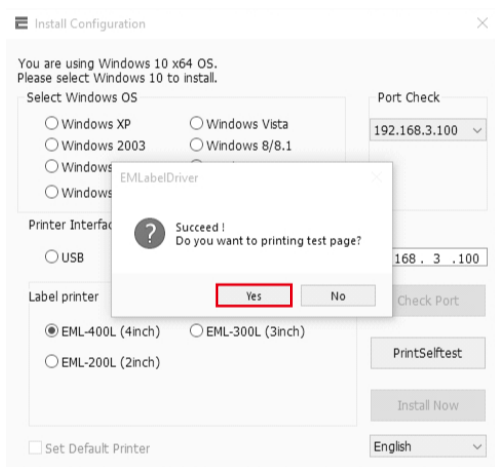 Install Configuration
You are using Windows 10 x64 OS.
Please select Windows 10 to install.
Select Windows OS
Port Check
Windows XP
Windows Vista
192.168.3.100
Windows 2003
Windows 8/8.1
Windows
Windows
EMLabelDriver
Succeed !
Do you want to printing test page?
Yes
No
Printer Interfac
USB
168 . 3 .100
Label printer
Check Port
EML-400L (4inch)
EML-300L (3inch)
EML-200L (2inch)
PrintSelftest
Install Now
Set Default Printer
English